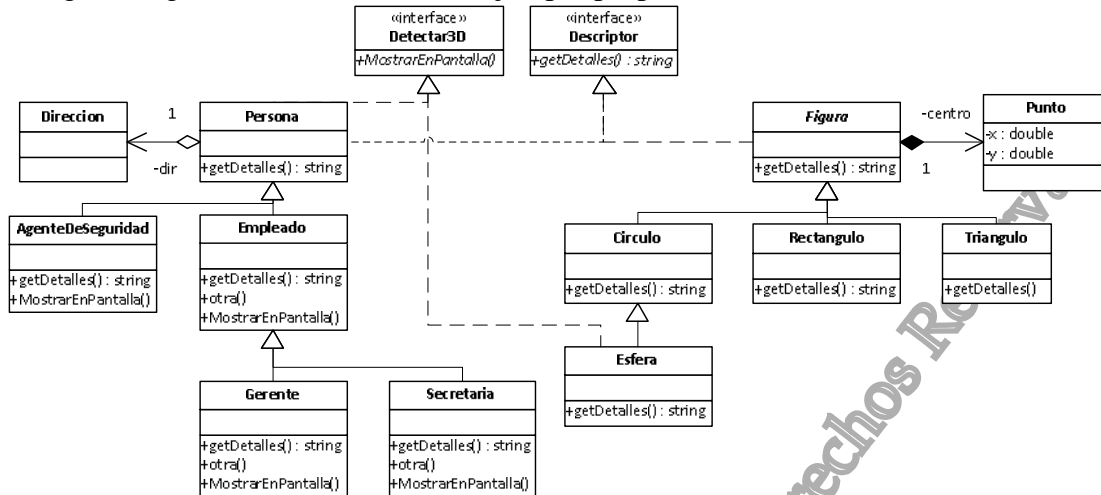 «interface»
Detectar3D
+MostrarEnPantalla()
«interface»
Descriptor
+getDetalles() : string
Direccion
1
-dir
Persona
+getDetalles() : string
Figura
+getDetalles() : string
-centro
1
Punto
-x : double
-y : double
AgenteDeSeguridad
+getDetalles() : string
+MostrarEnPantalla()
Empleado
+getDetalles() : string
+otra()
+MostrarEnPantalla()
Circulo
+getDetalles() : string
Rectangulo
+getDetalles() : string
Triangulo
+getDetalles()
Esfera
+getDetalles() : string
Gerente
+getDetalles() : string
+otra()
+MostrarEnPantalla()
Secretaria
+getDetalles() : string
+otra()
+MostrarEnPantalla()